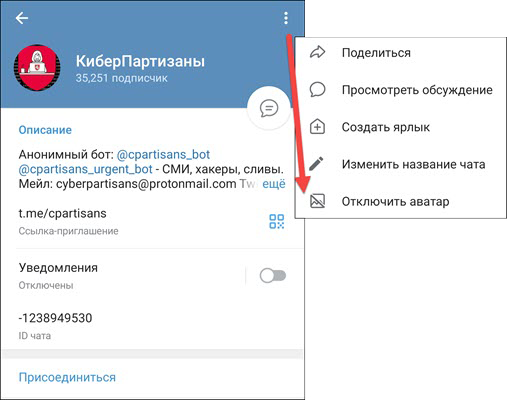 КиберПартизаны
35,251 подписчик
Описание
Анонимный бот: @cpartisans_bot
@cpartisans_urgent_bot - СМИ, хакеры, сливы.
Мейл: cyberpartisans@protonmail.com Tw ещё
t.me/cpartisans
Ссылка-приглашение
Уведомления
Отключены
-1238949530
ID чата
Присоединиться
Поделиться
Просмотреть обсуждение
Создать ярлык
Изменить название чата
Отключить аватар